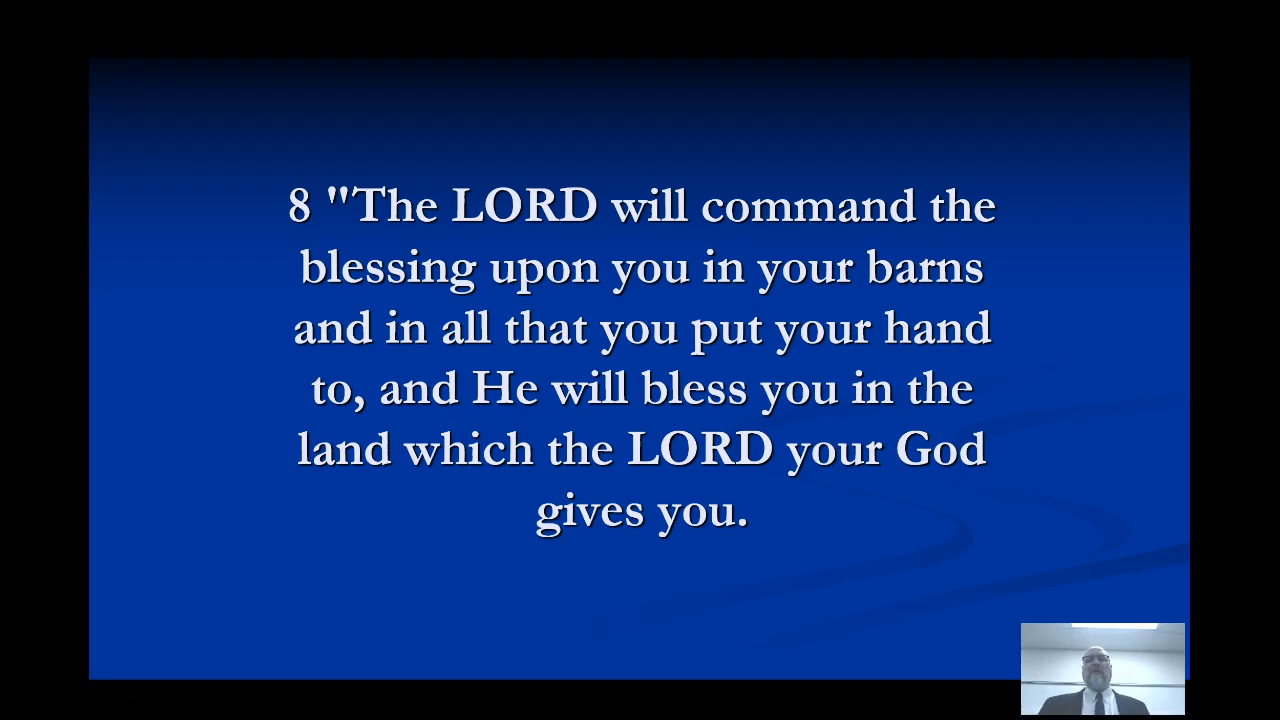 8 "The LORD will command the
blessing upon you in your barns
and in all that you put your hand
to, and He will bless you in the
land which the LORD your God
gives you.